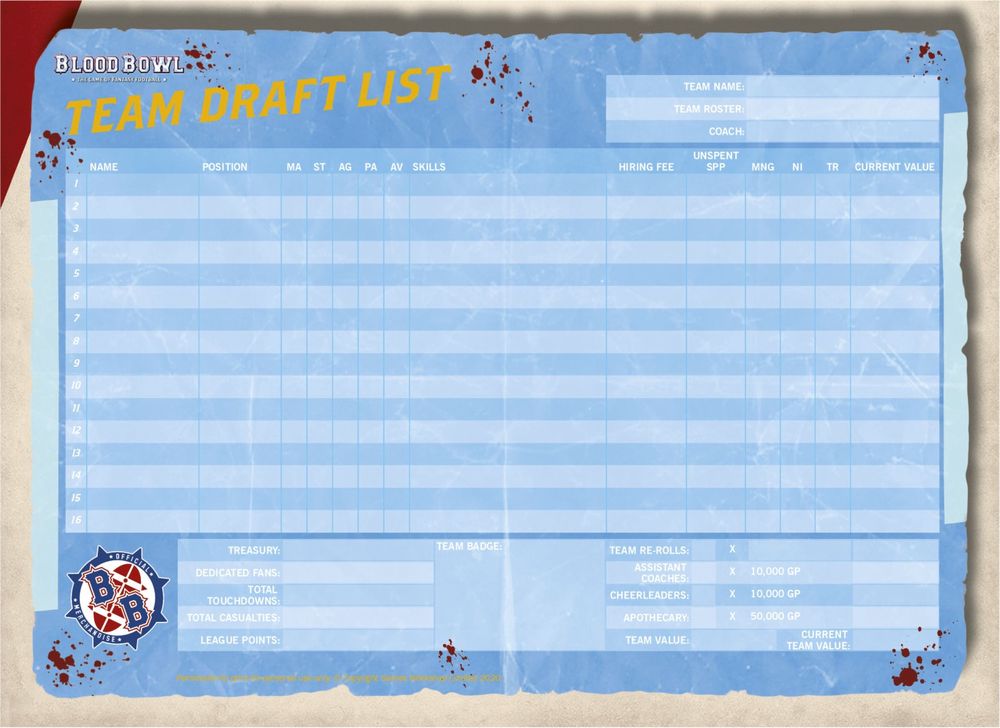 BLOOD BOWL
THE GAME OF FANTASY FOOTBALL
TEAM DRAFT LIST
TEAM NAME:
TEAM ROSTER:
COACH:
NAME POSITION MA ST AG PA AV SKILLS HIRING FEE UNSPENT SPP MNG NI TR CURRENT VALUE
1
2
3
4
5
6
7
8
9
10
11
12
13
14
15
16
TREASURY:
DEDICATED FANS:
TOTAL
TOUCHDOWNS:
TOTAL CASUALTIES:
LEAGUE POINTS:
TEAM BADGE:
TEAM RE-ROLLS: X
ASSISTANT
COACHES: X 10,000 GP
CHEERLEADERS: X 10,000 GP
APOTHECARY: X 50,000 GP
TEAM VALUE: CURRENT
TEAM VALUE:
OFFICIAL
BB
MERCHANDISE